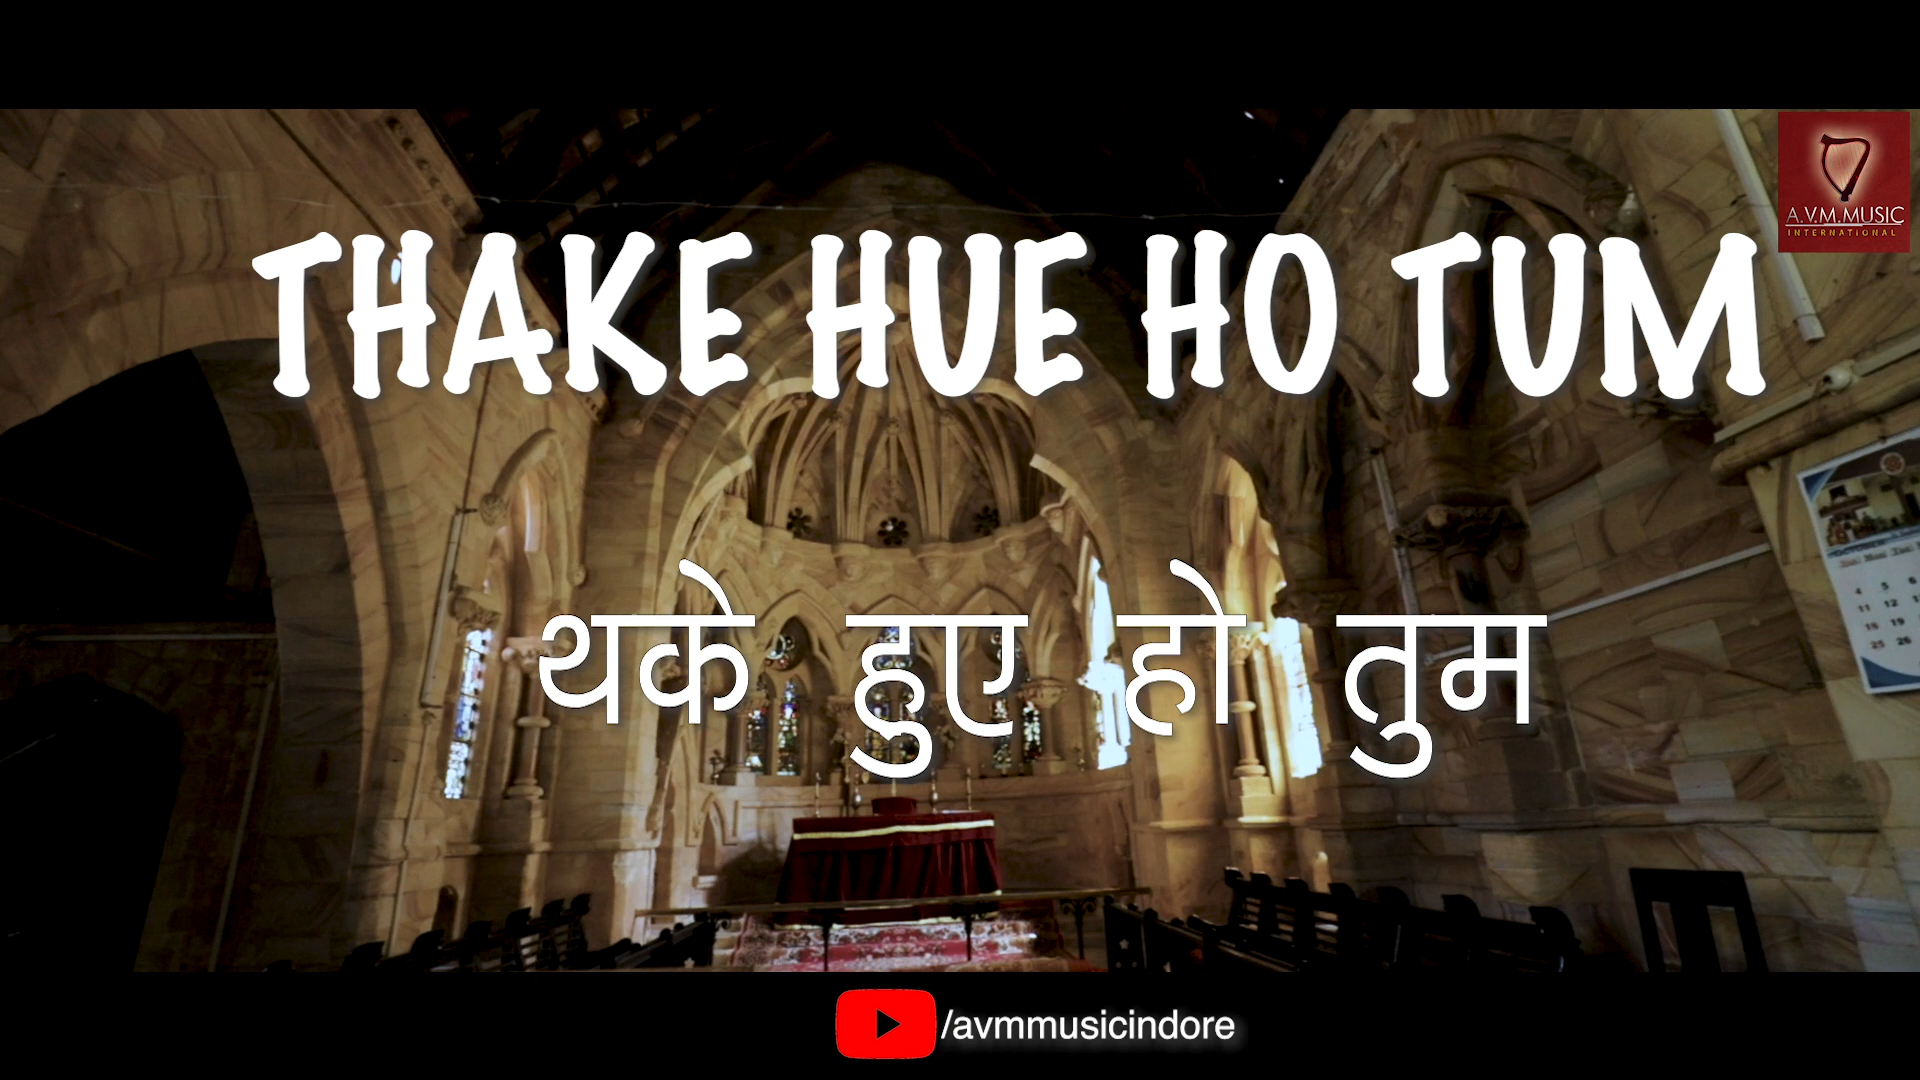 A.V.M.MUSIC
INTERNATIONAL
THAKE HUE HO TUM
थके हुए हो तुम
/avmmusicindore